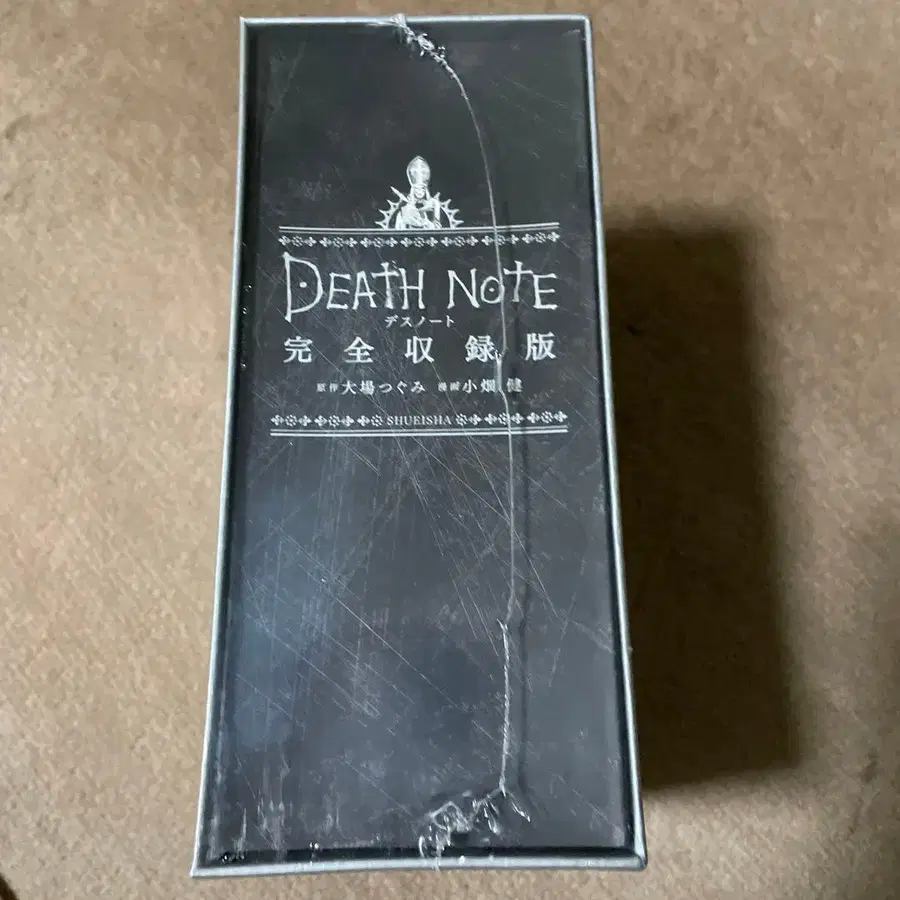 DEATH NOTE
デスノート
完全収録版
原作 大場つぐみ 漫画 小畑 健
SHUEISHA